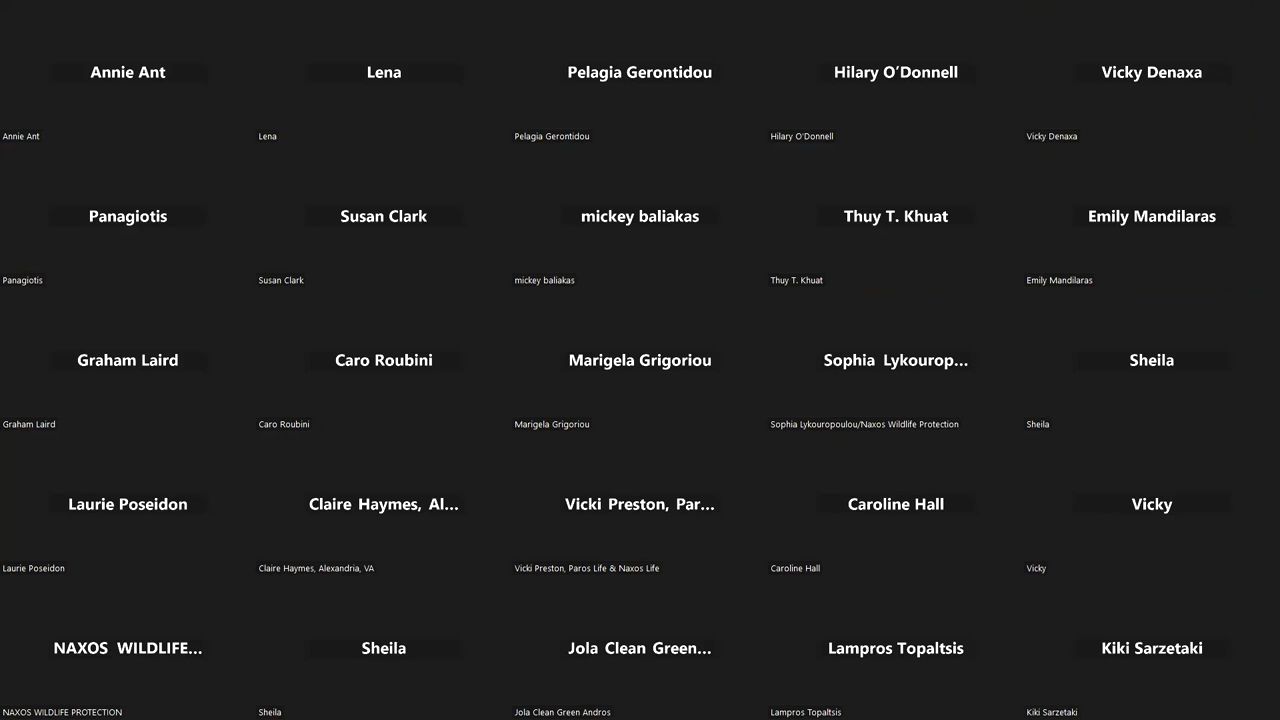 Annie Ant
Lena
Pelagia Gerontidou
Hilary O'Donnell
Vicky Denaxa
Annie Ant
Lena
Pelagia Gerontidou
Hilary O'Donnell
Vicky Denaxa
Panagiotis
Susan Clark
mickey baliakas
Thuy T. Khuat
Emily Mandilaras
Panagiotis
Susan Clark
mickey baliakas
Thuy T. Khuat
Emily Mandilaras
Graham Laird
Caro Roubini
Marigela Grigoriou
Sophia Lykourop...
Sheila
Graham Laird
Caro Roubini
Marigela Grigoriou
Sophia Lykouropoulou/Naxos Wildlife Protection
Sheila
Laurie Poseidon
Claire Haymes, Al...
Vicki Preston, Par...
Caroline Hall
Vicky
Laurie Poseidon
Claire Haymes, Alexandria, VA
Vicki Preston, Paros Life & Naxos Life
Caroline Hall
Vicky
NAXOS WILDLIFE...
Sheila
Jola Clean Green...
Lampros Topaltsis
Kiki Sarzetaki
NAXOS WILDLIFE PROTECTION
Sheila
Jola Clean Green Andros
Lampros Topaltsis
Kiki Sarzetaki